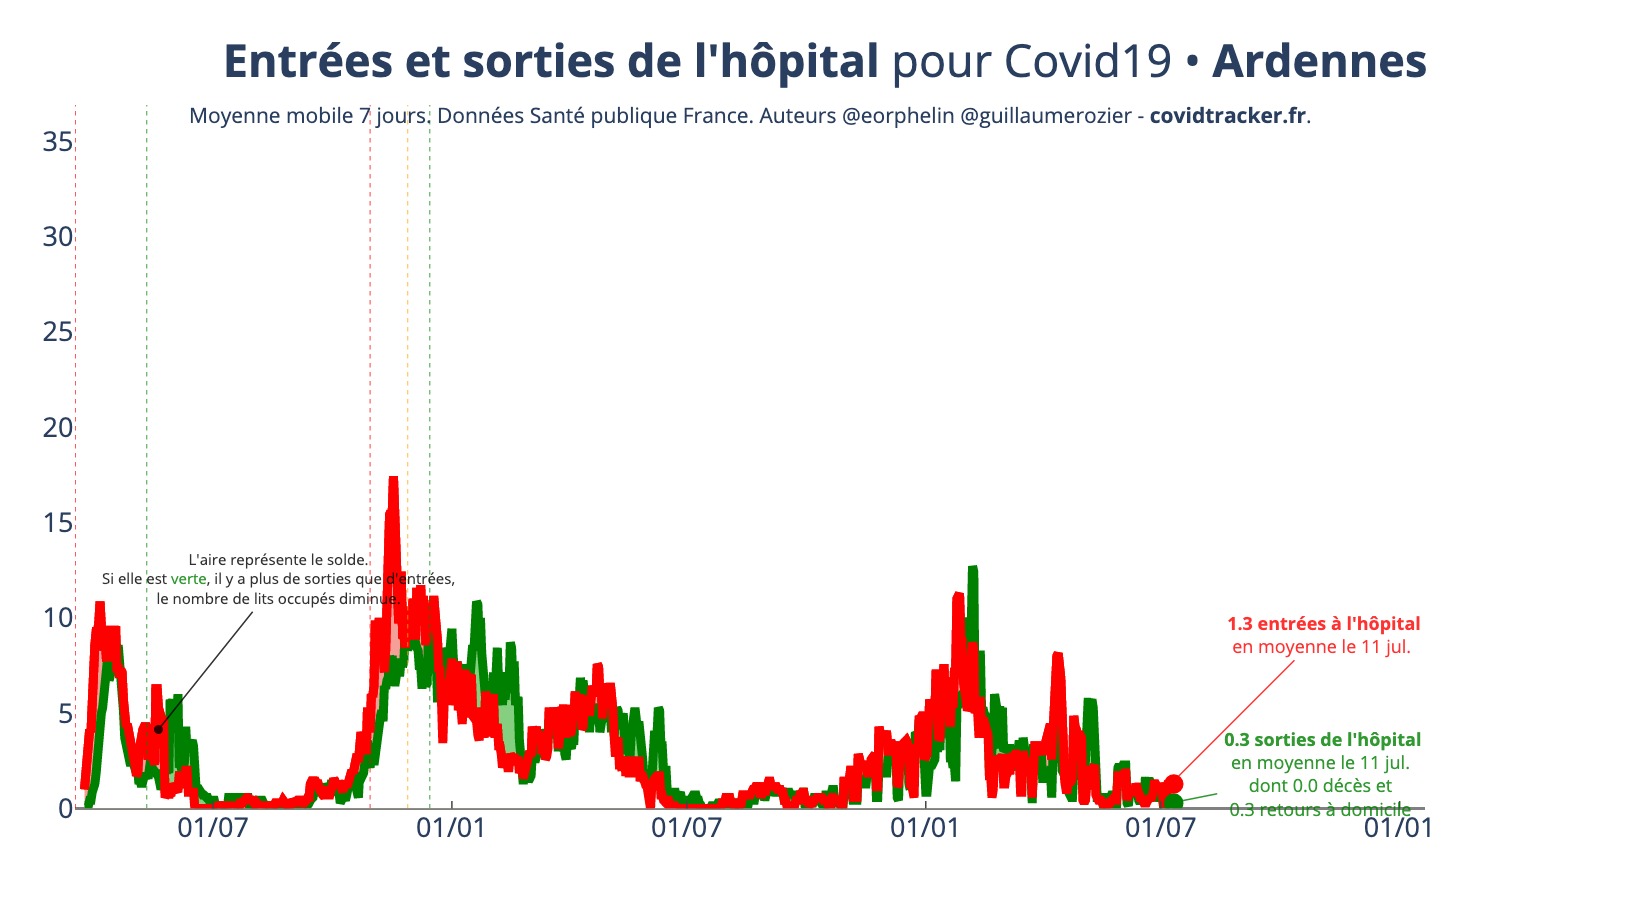 Entrées et sorties de l'hôpital pour Covid19 • Ardennes
Moyenne mobile 7 jours. Données Santé publique France. Auteurs @eorphelin @guillaumerozier - covidtracker.fr.
35
30
25
20
15
10
5
0
L'aire représente le solde.
Si elle est verte, il y a plus de sorties que d'entrées,
le nombre de lits occupés diminue.
1.3 entrées à l'hôpital
en moyenne le 11 jul.
0.3 sorties de l'hôpital
en moyenne le 11 jul.
dont 0.0 décès et
0.3 retours à domicile
01/07
01/01
01/07
01/01
01/07
01/01